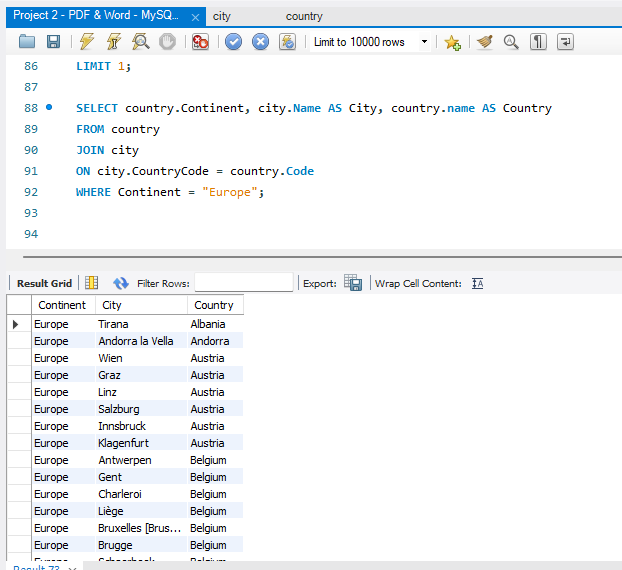 Project 2 - PDF & Word - MySQ... × city country
Limit to 10000 rows
86 LIMIT 1;
87
88 SELECT country.Continent, city.Name AS City, country.name AS Country
89 FROM country
90 JOIN city
91 ON city.CountryCode = country.Code
92 WHERE Continent = "Europe";
93
94
Result Grid Filter Rows: Export: Wrap Cell Content: IA
Continent City Country
Europe Tirana Albania
Europe Andorra la Vella Andorra
Europe Wien Austria
Europe Graz Austria
Europe Linz Austria
Europe Salzburg Austria
Europe Innsbruck Austria
Europe Klagenfurt Austria
Europe Antwerpen Belgium
Europe Gent Belgium
Europe Charleroi Belgium
Europe Liège Belgium
Europe Bruxelles [Brus... Belgium
Europe Brugge Belgium
Europe Schaerbeek Belgium
Result 73 ×